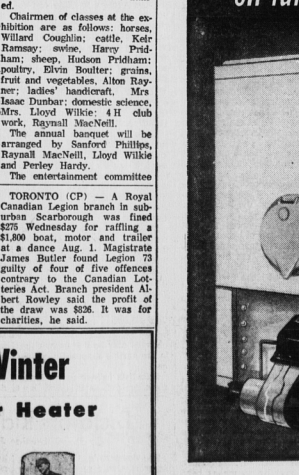 ed.
Chairmen of classes at the ex-
hibition are as follows: horses,
Willard Coughlin; cattle, Keir
Ramsay; swine, Harry Prid-
ham; sheep, Hudson Pridham;
poultry, Elvin Boulter; grains,
fruit and vegetables, Alton Ray-
ner; ladies' handicraft, Mrs
Isaac Dunbar; domestic science,
Mrs. Lloyd Wilkie; 4 H club
work, Raynall MacNeill.
The annual banquet will be
arranged by Sanford Phillips,
Raynall MacNeill, Lloyd Wilkie
and Perley Hardy.
The entertainment committee
TORONTO (CP) — A Royal
Canadian Legion branch in sub-
urban Scarborough was fined
$275 Wednesday for raffling a
$1,800 boat, motor and trailer
at a dance Aug. 1. Magistrate
James Butler found Legion 73
guilty of four of five offences
contrary to the Canadian Lot-
teries Act. Branch president Al-
bert Rowley said the profit of
the draw was $826. It was for
charities, he said.
Winter
Heater